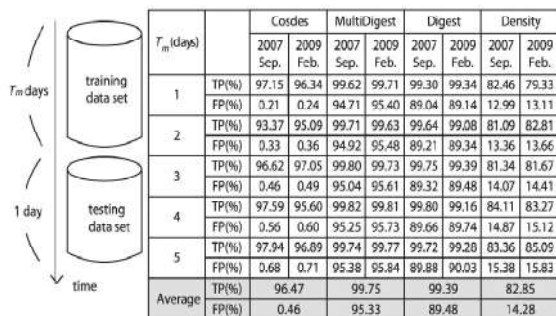 Tm days
training
data set
1 day
testing
data set
time
Tm(days) Cosdes MultiDigest Digest Density
2007 Sep. 2009 Feb. 2007 Sep. 2009 Feb. 2007 Sep. 2009 Feb. 2007 Sep. 2009 Feb.
1 TP(%) 97.15 96.34 99.62 99.71 99.30 99.34 82.46 79.33
FP(%) 0.21 0.24 94.71 95.40 89.04 89.14 12.99 13.11
2 TP(%) 93.37 95.09 99.71 99.63 99.64 99.08 81.09 82.81
FP(%) 0.33 0.36 94.92 95.48 89.21 89.34 13.36 13.66
3 TP(%) 96.62 97.05 99.80 99.73 99.75 99.39 81.34 81.67
FP(%) 0.46 0.49 95.04 95.61 89.32 89.48 14.07 14.41
4 TP(%) 97.59 95.60 99.82 99.81 99.80 99.16 84.11 83.27
FP(%) 0.56 0.60 95.25 95.73 89.66 89.74 14.87 15.12
5 TP(%) 97.94 96.89 99.74 99.77 99.72 99.28 83.36 85.09
FP(%) 0.68 0.71 95.38 95.84 89.88 90.03 15.38 15.83
Average TP(%) 96.47 99.75 99.39 82.85
FP(%) 0.46 95.33 89.48 14.28